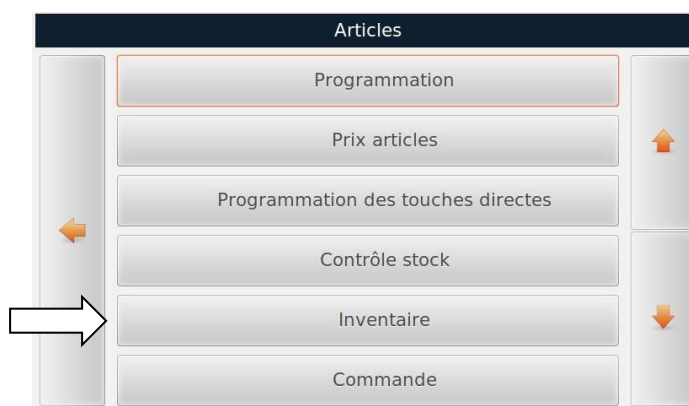 Articles
Programmation
Prix articles
Programmation des touches directes
Contrôle stock
Inventaire
Commande